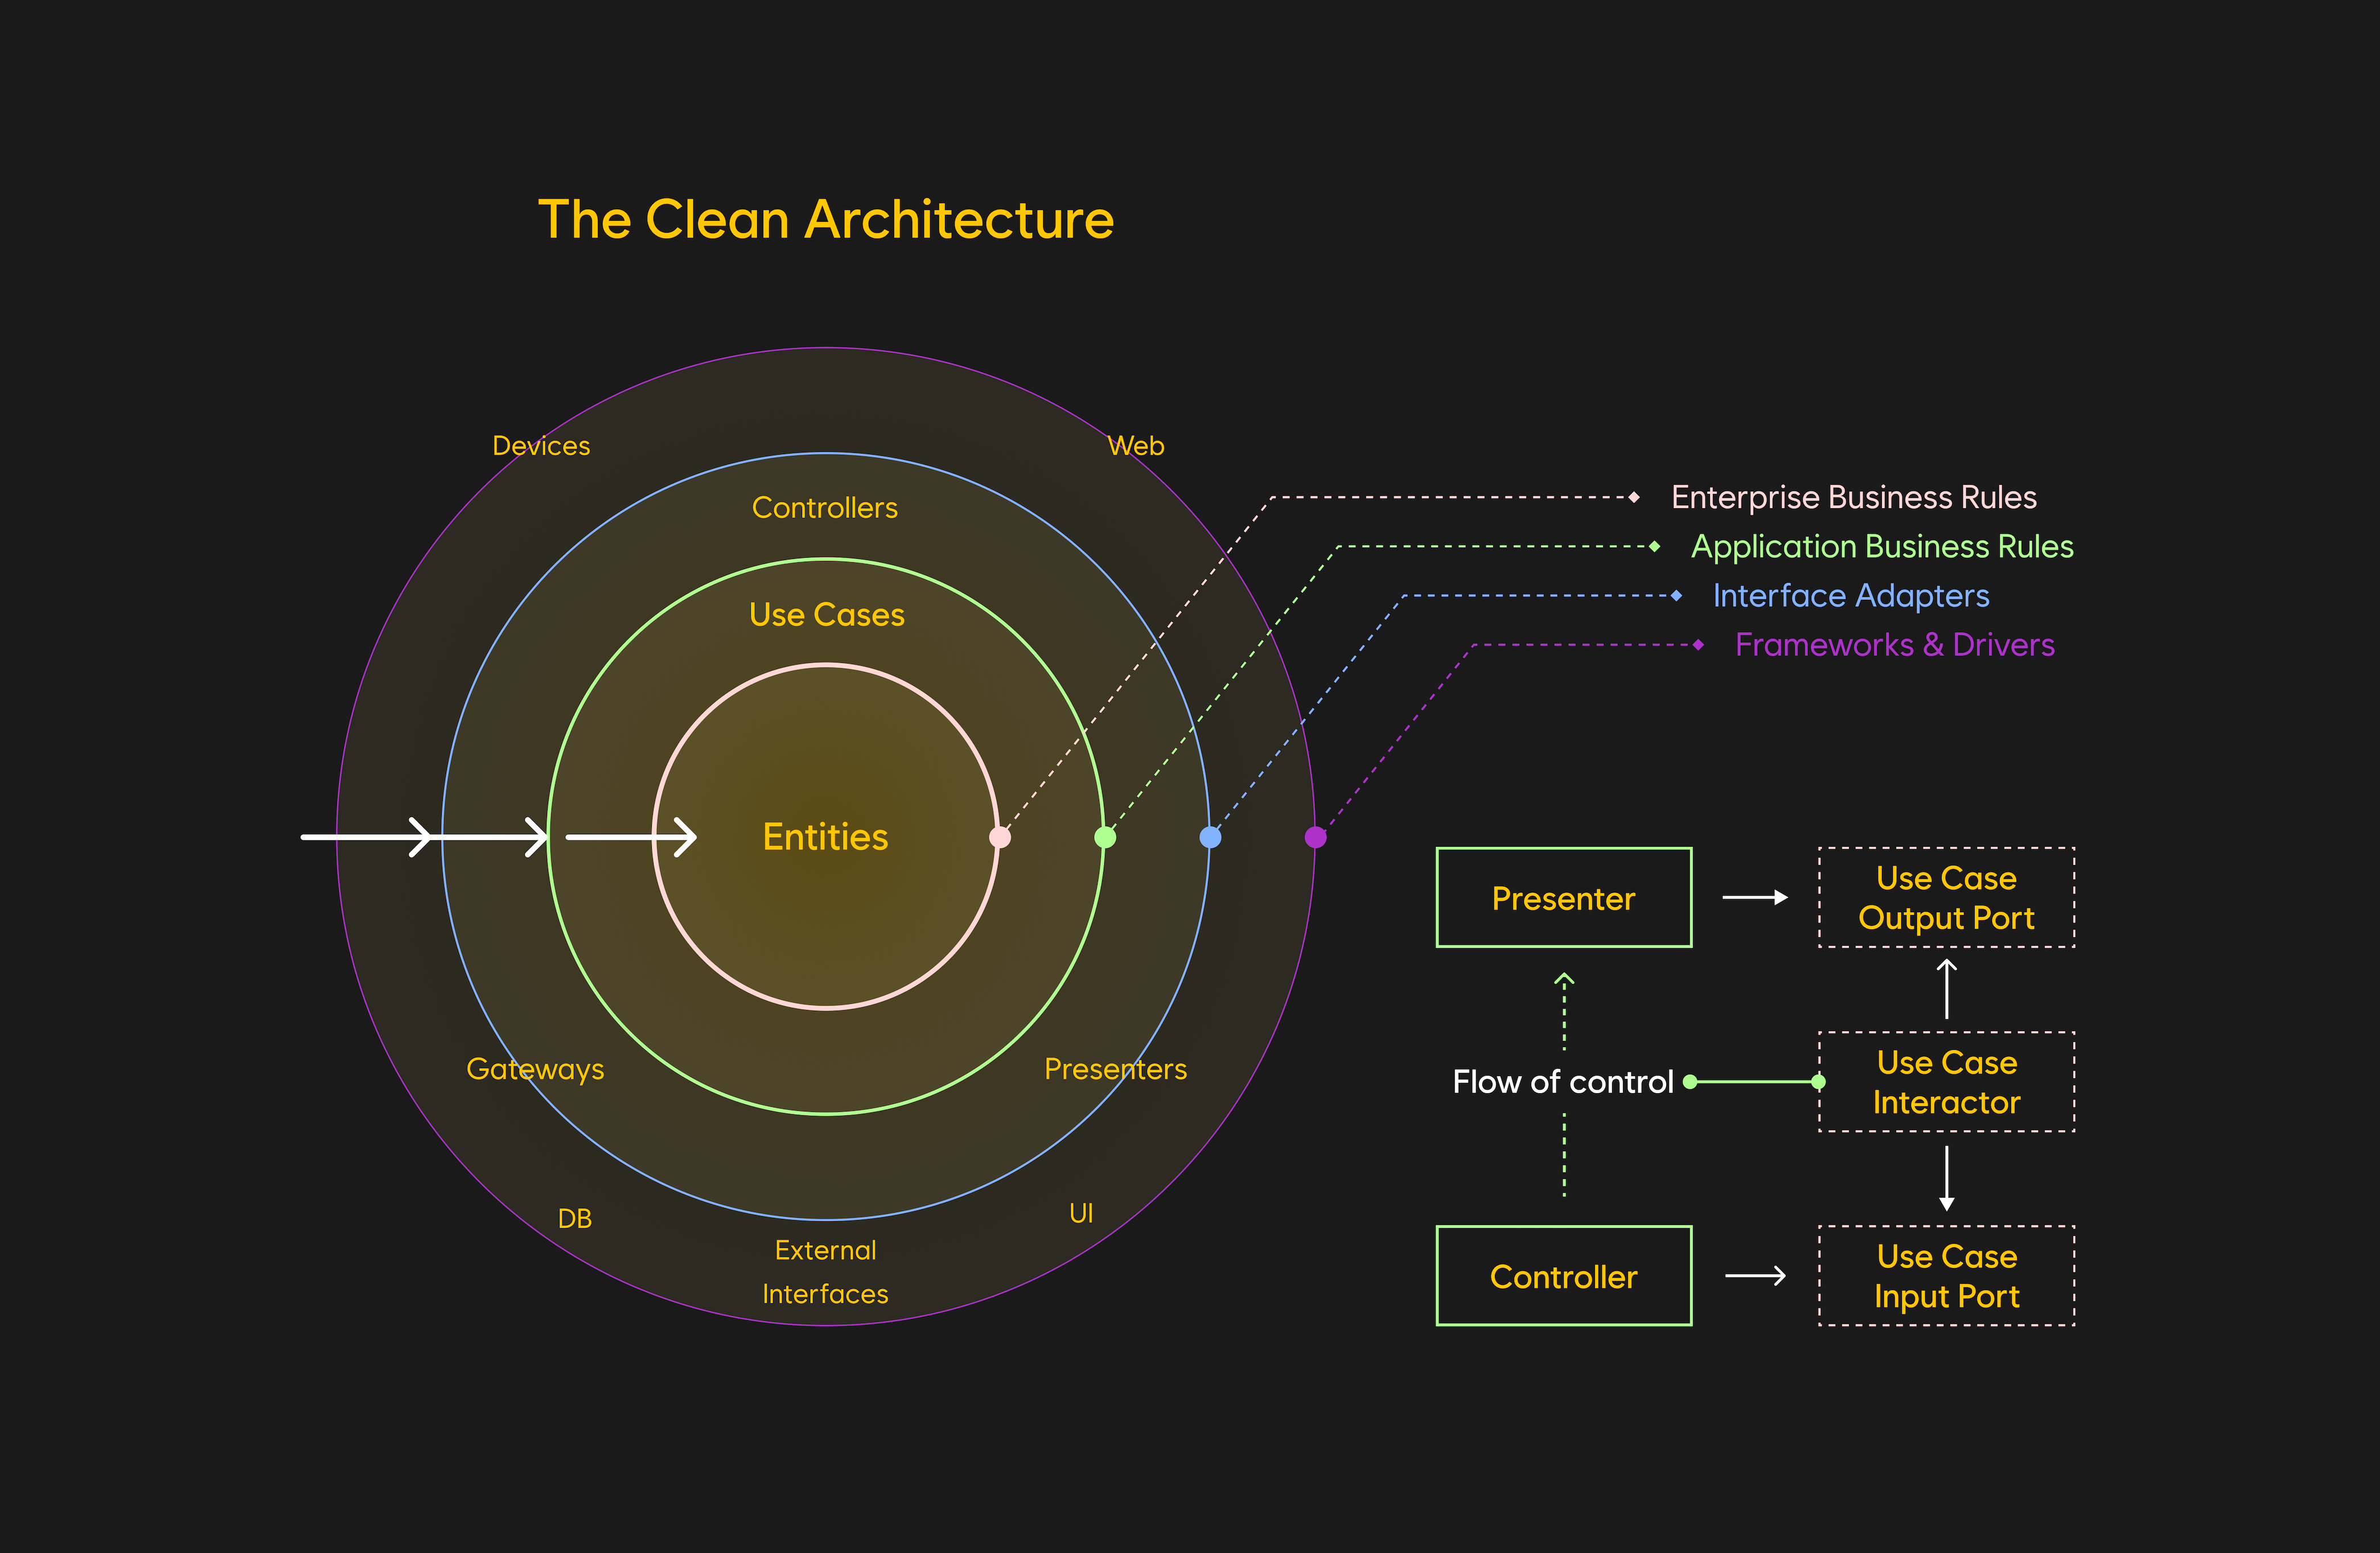 The Clean Architecture
Devices
Web
Controllers
Use Cases
Entities
Gateways
Presenters
DB
UI
External
Interfaces
Enterprise Business Rules
Application Business Rules
Interface Adapters
Frameworks & Drivers
Presenter
Use Case
Output Port
Flow of control
Use Case
Interactor
Controller
Use Case
Input Port